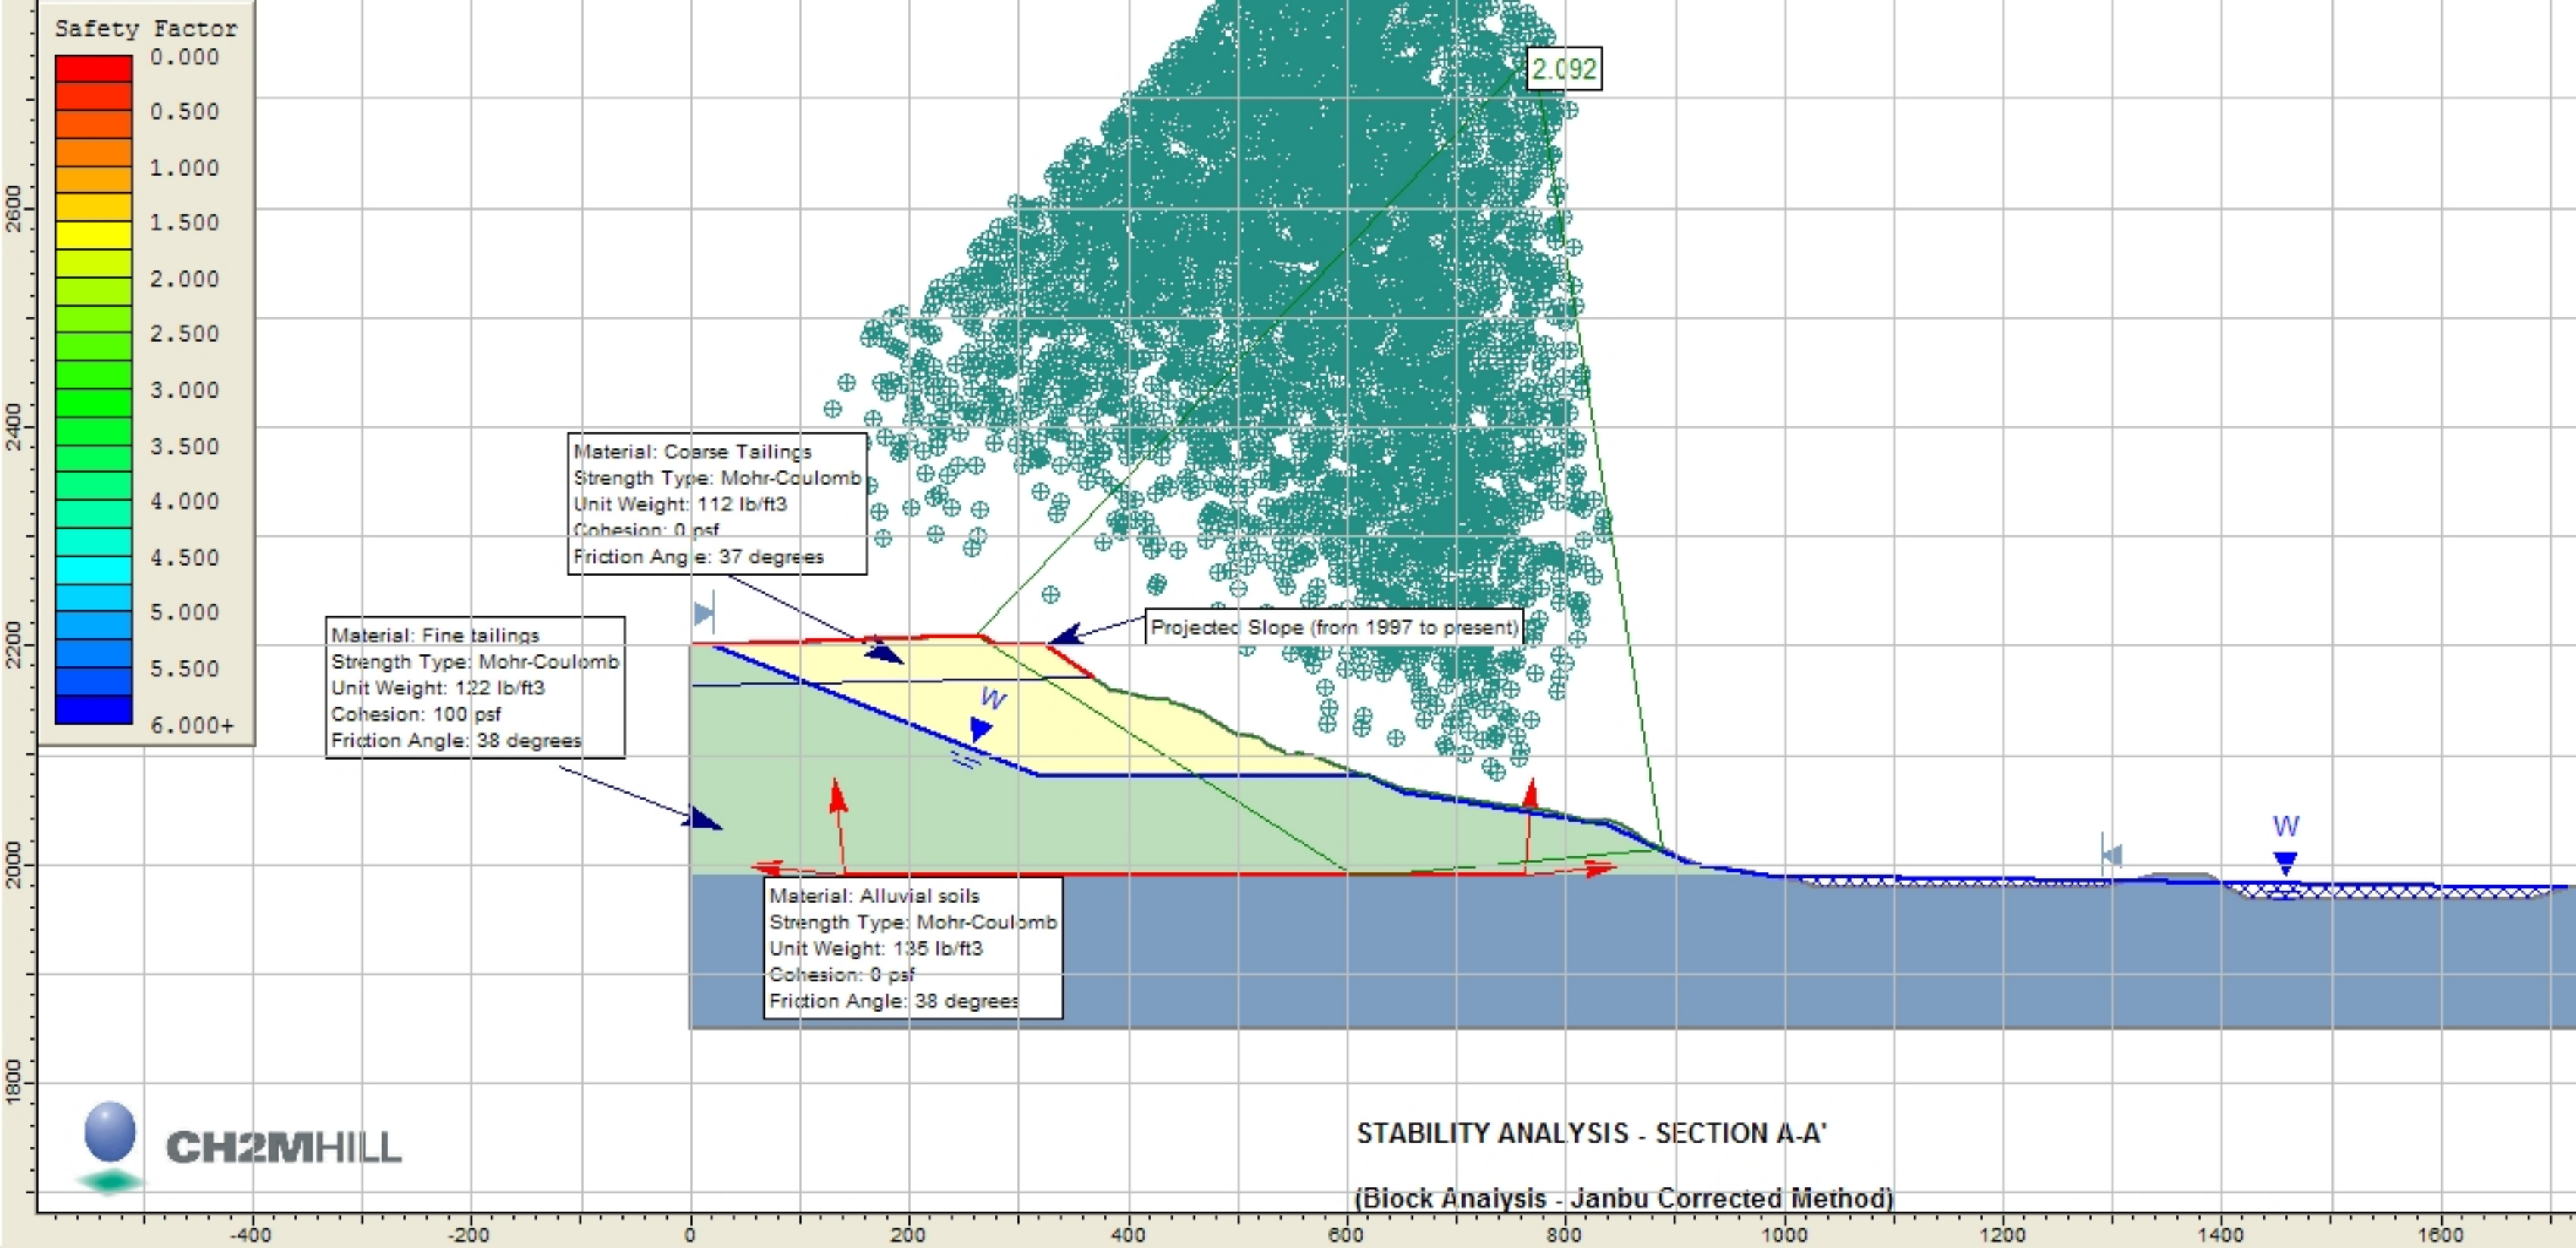 Safety Factor
0.000
0.500
1.000
1.500
2.000
2.500
3.000
3.500
4.000
4.500
5.000
5.500
6.000+
2.092
Material: Coarse Tailings
Strength Type: Mohr-Coulomb
Unit Weight: 112 lb/ft3
Cohesion: 0 psf
Friction Angle: 37 degrees
Projected Slope (from 1997 to present)
Material: Fine tailings
Strength Type: Mohr-Coulomb
Unit Weight: 122 lb/ft3
Cohesion: 100 psf
Friction Angle: 38 degrees
W
W
Material: Alluvial soils
Strength Type: Mohr-Coulomb
Unit Weight: 135 lb/ft3
Cohesion: 0 psf
Friction Angle: 38 degrees
2600
2400
2200
2000
1800
CH2MHILL
STABILITY ANALYSIS - SECTION A-A'
(Block Analysis - Janbu Corrected Method)
-400 -200 0 200 400 600 800 1000 1200 1400 1600